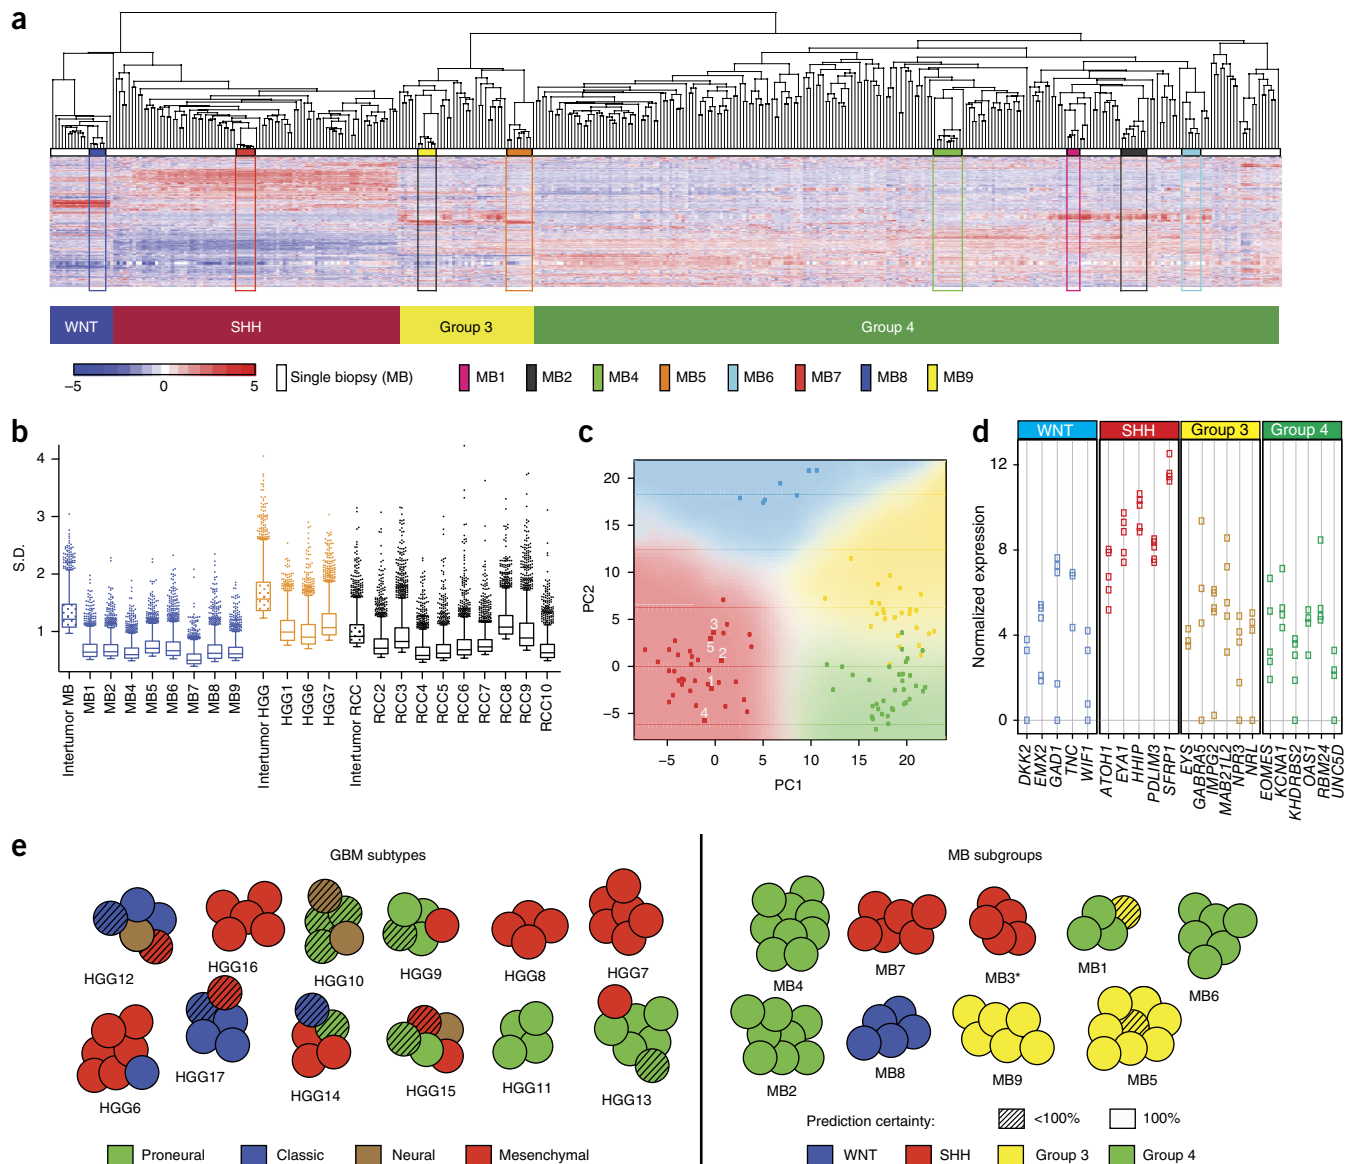 a
WNT
SHH
Group 3
Group 4
−5
0
5
Single biopsy (MB)
MB1
MB2
MB4
MB5
MB6
MB7
MB8
MB9
b
S.D.
4
3
2
1
Intertumor MB
MB1
MB2
MB4
MB5
MB6
MB7
MB8
MB9
Intertumor HGG
HGG1
HGG6
HGG7
Intertumor RCC
RCC2
RCC3
RCC4
RCC5
RCC6
RCC7
RCC8
RCC9
RCC10
c
PC2
20
15
10
5
0
−5
3
5
2
1
4
−5
0
5
10
15
20
PC1
d
WNT
SHH
Group 3
Group 4
Normalized expression
12
8
4
0
DKK2
EMX2
GAD1
TNC
WIF1
ATOH1
EYA1
HHIP
PDLIM3
SFRP1
EYS
GABRA5
IMPG2
MAB21L2
NPR3
NRL
EOMES
KCNA1
KHDRBS2
OAS1
RBM24
UNC5D
e
GBM subtypes
HGG12
HGG16
HGG10
HGG9
HGG8
HGG7
HGG6
HGG17
HGG14
HGG15
HGG11
HGG13
Proneural
Classic
Neural
Mesenchymal
MB subgroups
MB4
MB7
MB3*
MB1
MB6
MB2
MB8
MB9
MB5
Prediction certainty:
<100%
100%
WNT
SHH
Group 3
Group 4